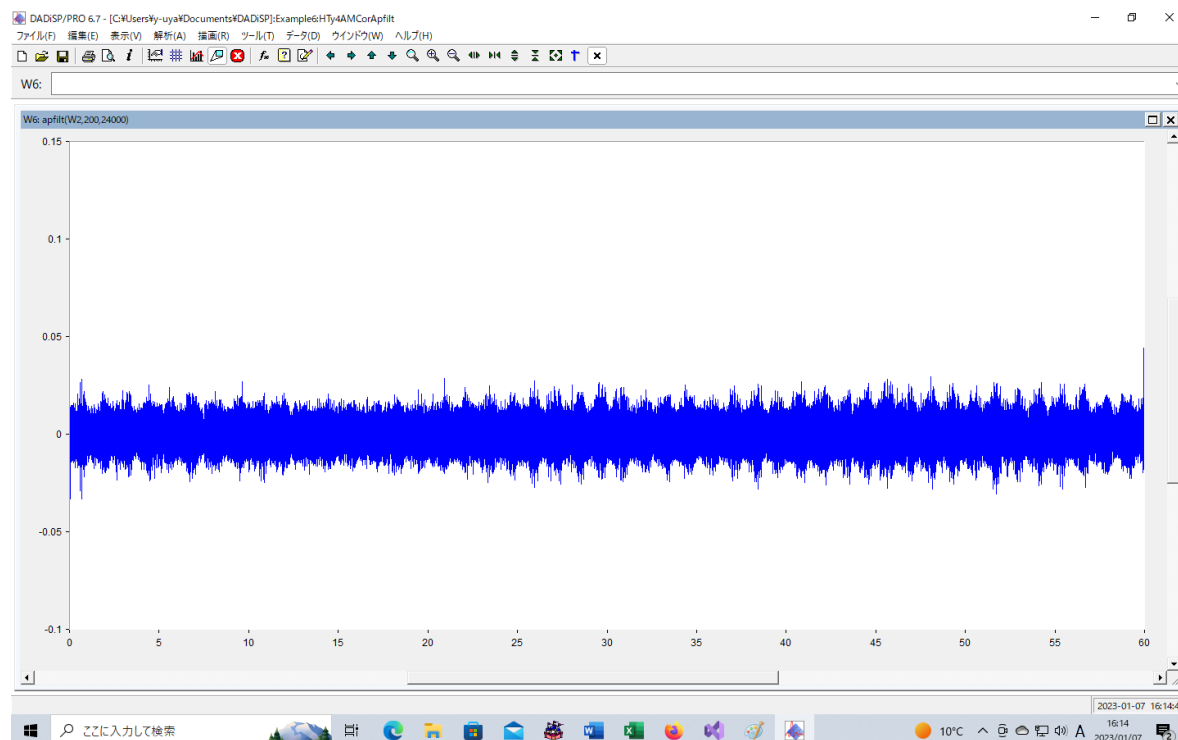 DADiSP/PRO 6.7 - [C:¥Users¥y-uya¥Documents¥DADiSP]:Example6:HTy4AMCorApfilt
ファイル(F) 編集(E) 表示(V) 解析(A) 描画(R) ツール(T) データ(D) ウインドウ(W) ヘルプ(H)
W6:
W6: apfilt(W2,200,24000)
0.15
0.1
0.05
0
-0.05
-0.1
0 5 10 15 20 25 30 35 40 45 50 55 60
2023-01-07 16:14:4
ここに入力して検索
10°C
A
16:14
2023/01/07
2